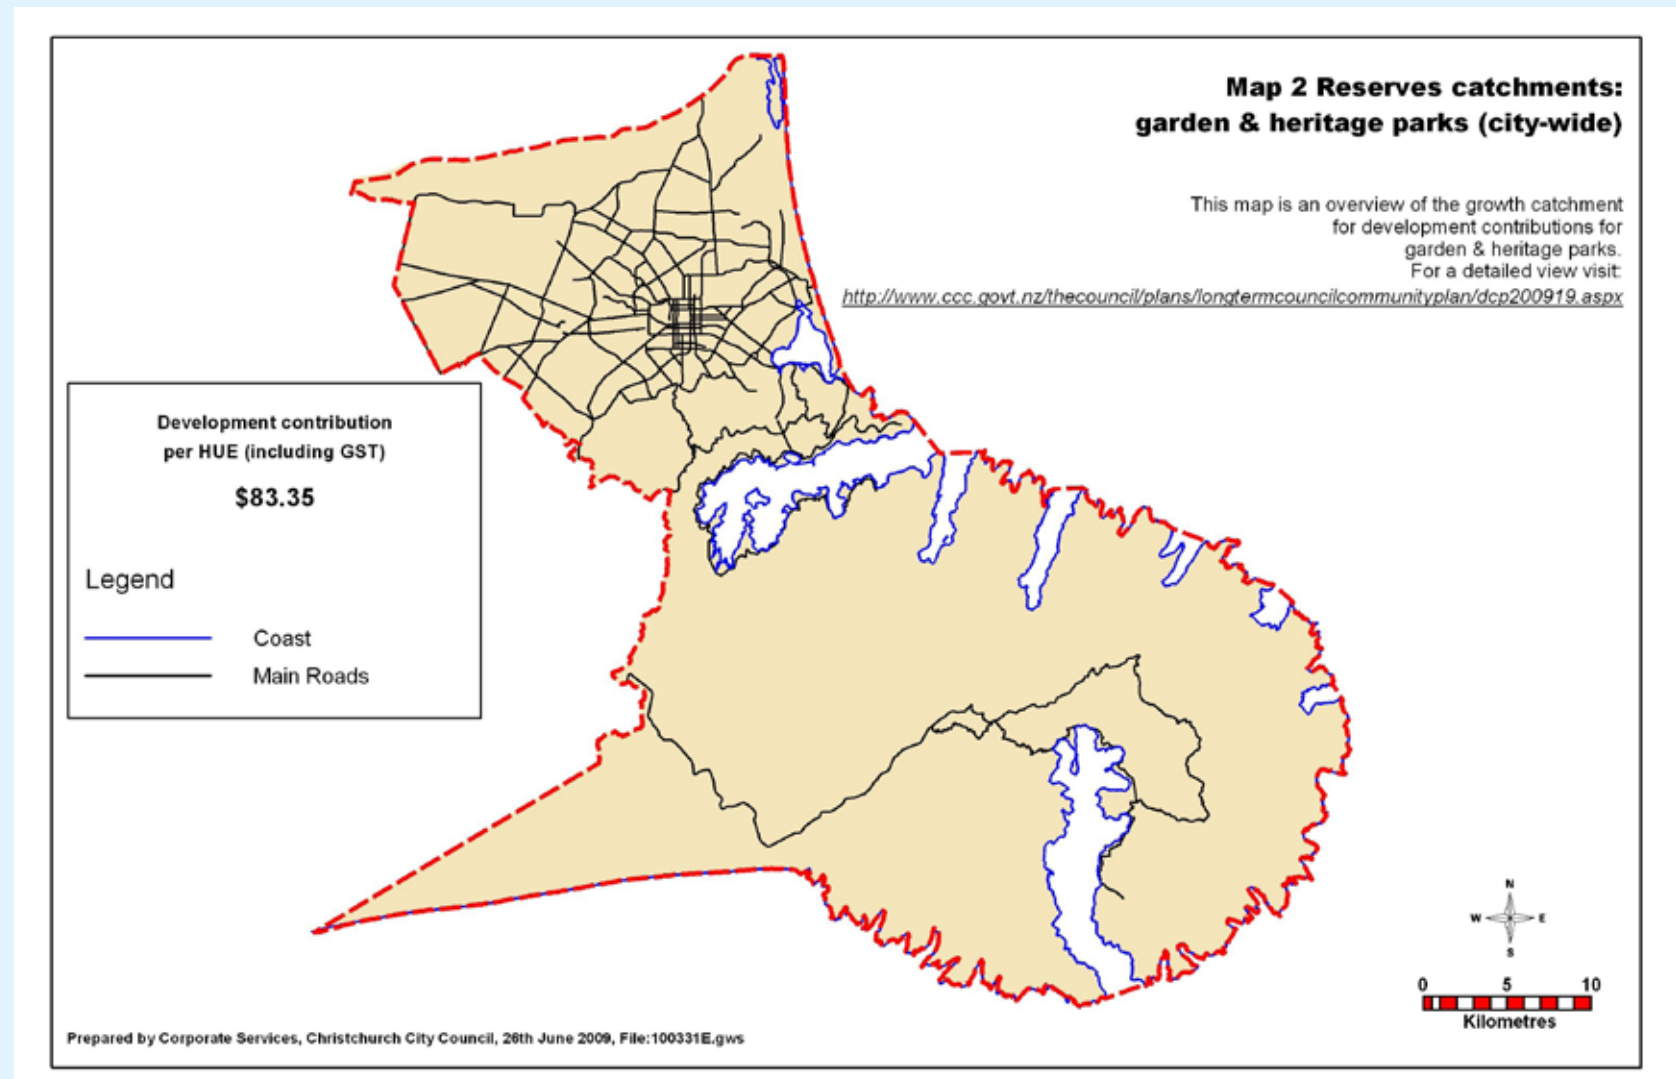 Map 2 Reserves catchments:
garden & heritage parks (city-wide)
This map is an overview of the growth catchment
for development contributions for
garden & heritage parks.
For a detailed view visit:
http://www.ccc.govt.nz/thecouncil/plans/longtermcouncilcommunityplan/dcp200919.aspx
Development contribution
per HUE (including GST)
$83.35
Legend
Coast
Main Roads
N
W E
S
0 5 10
Kilometres
Prepared by Corporate Services, Christchurch City Council, 26th June 2009, File:100331E.gws